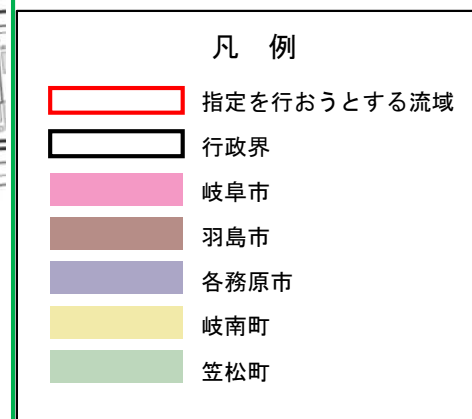 凡 例
指定を行おうとする流域
行政界
岐阜市
羽島市
各務原市
岐南町
笠松町